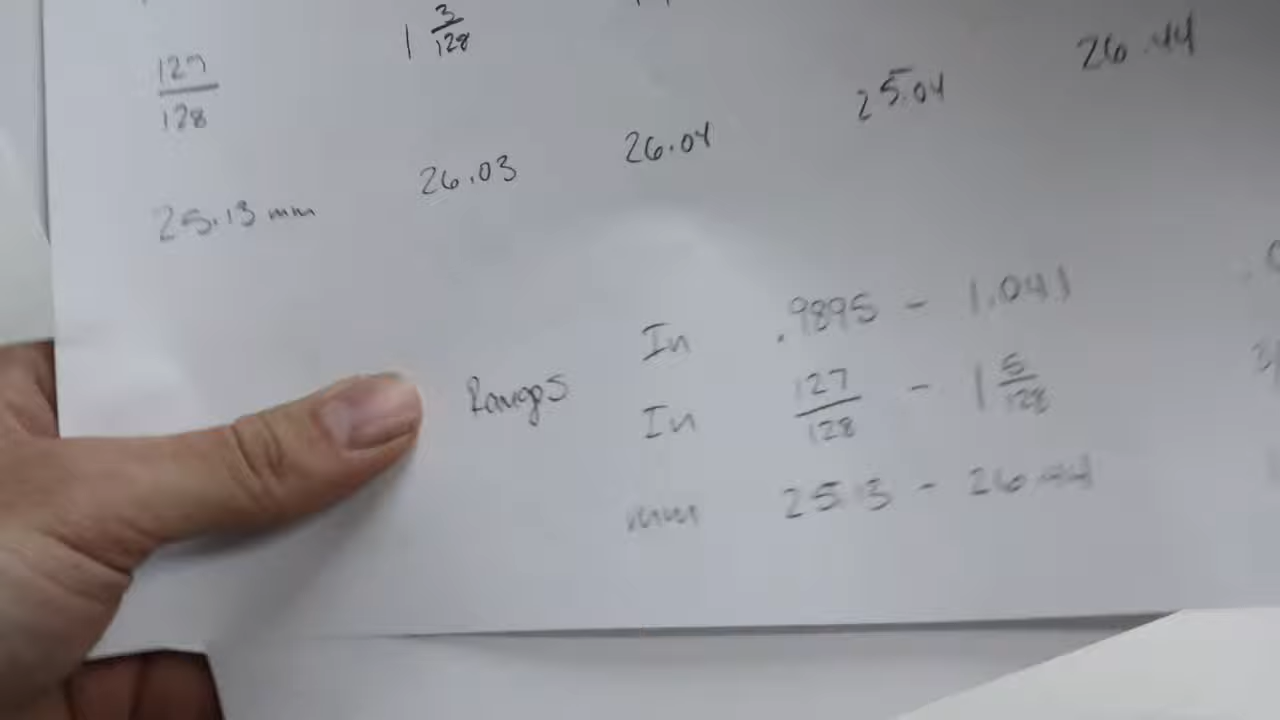 1 3/128
127/128
25.13 mm 26.03 26.04 25.04 26.44
In .9895 - 1.041
Rangs In 127/128 - 1 5/128
mm 25.13 - 26.44